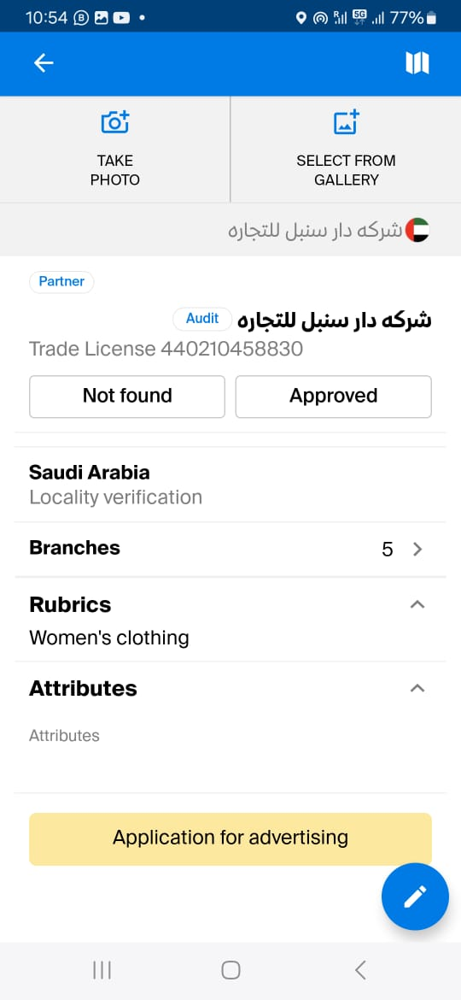 10:54
5G
77%
TAKE
PHOTO
SELECT FROM
GALLERY
شركه دار سنبل للتجاره
Partner
شركه دار سنبل للتجاره Audit
Trade License 440210458830
Not found
Approved
Saudi Arabia
Locality verification
Branches 5
Rubrics
Women's clothing
Attributes
Attributes
Application for advertising